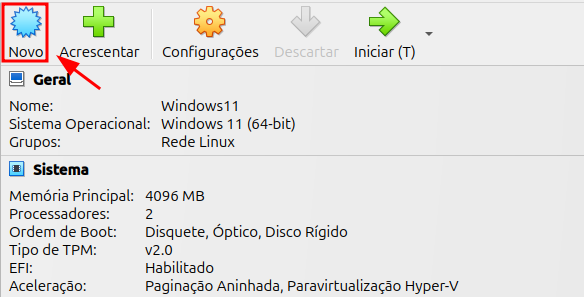 Novo Acrescentar Configurações Descartar Iniciar (T)
Geral
Nome: Windows11
Sistema Operacional: Windows 11 (64-bit)
Grupos: Rede Linux
Sistema
Memória Principal: 4096 MB
Processadores: 2
Ordem de Boot: Disquete, Óptico, Disco Rígido
Tipo de TPM: v2.0
EFI: Habilitado
Aceleração: Paginação Aninhada, Paravirtualização Hyper-V